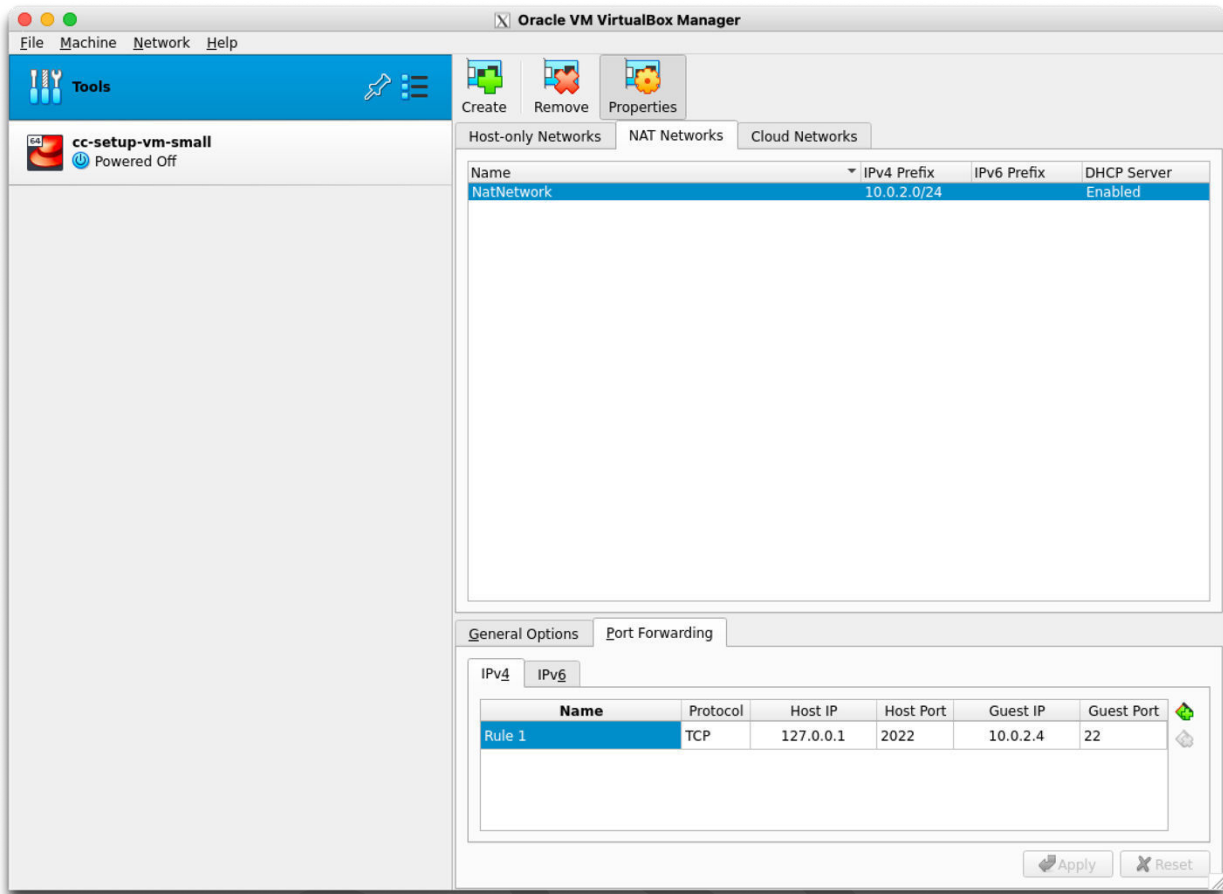 Oracle VM VirtualBox Manager
File Machine Network Help
Tools
Create Remove Properties
64
cc-setup-vm-small
Powered Off
Host-only Networks NAT Networks Cloud Networks
Name IPv4 Prefix IPv6 Prefix DHCP Server
NatNetwork 10.0.2.0/24 Enabled
General Options Port Forwarding
IPv4 IPv6
Name Protocol Host IP Host Port Guest IP Guest Port
Rule 1 TCP 127.0.0.1 2022 10.0.2.4 22
Apply Reset